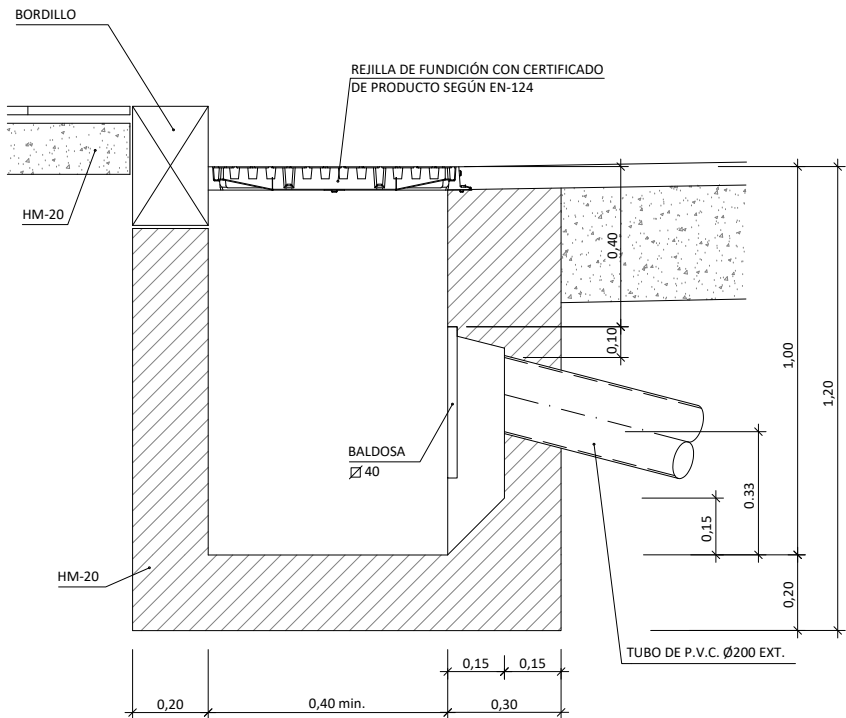 BORDILLO
REJILLA DE FUNDICIÓN CON CERTIFICADO
DE PRODUCTO SEGÚN EN-124
HM-20
0,40
0,10
1,00
1,20
BALDOSA
40
0.33
0,15
HM-20
0,20
TUBO DE P.V.C. Ø200 EXT.
0,15
0,15
0,20
0,40 min.
0,30